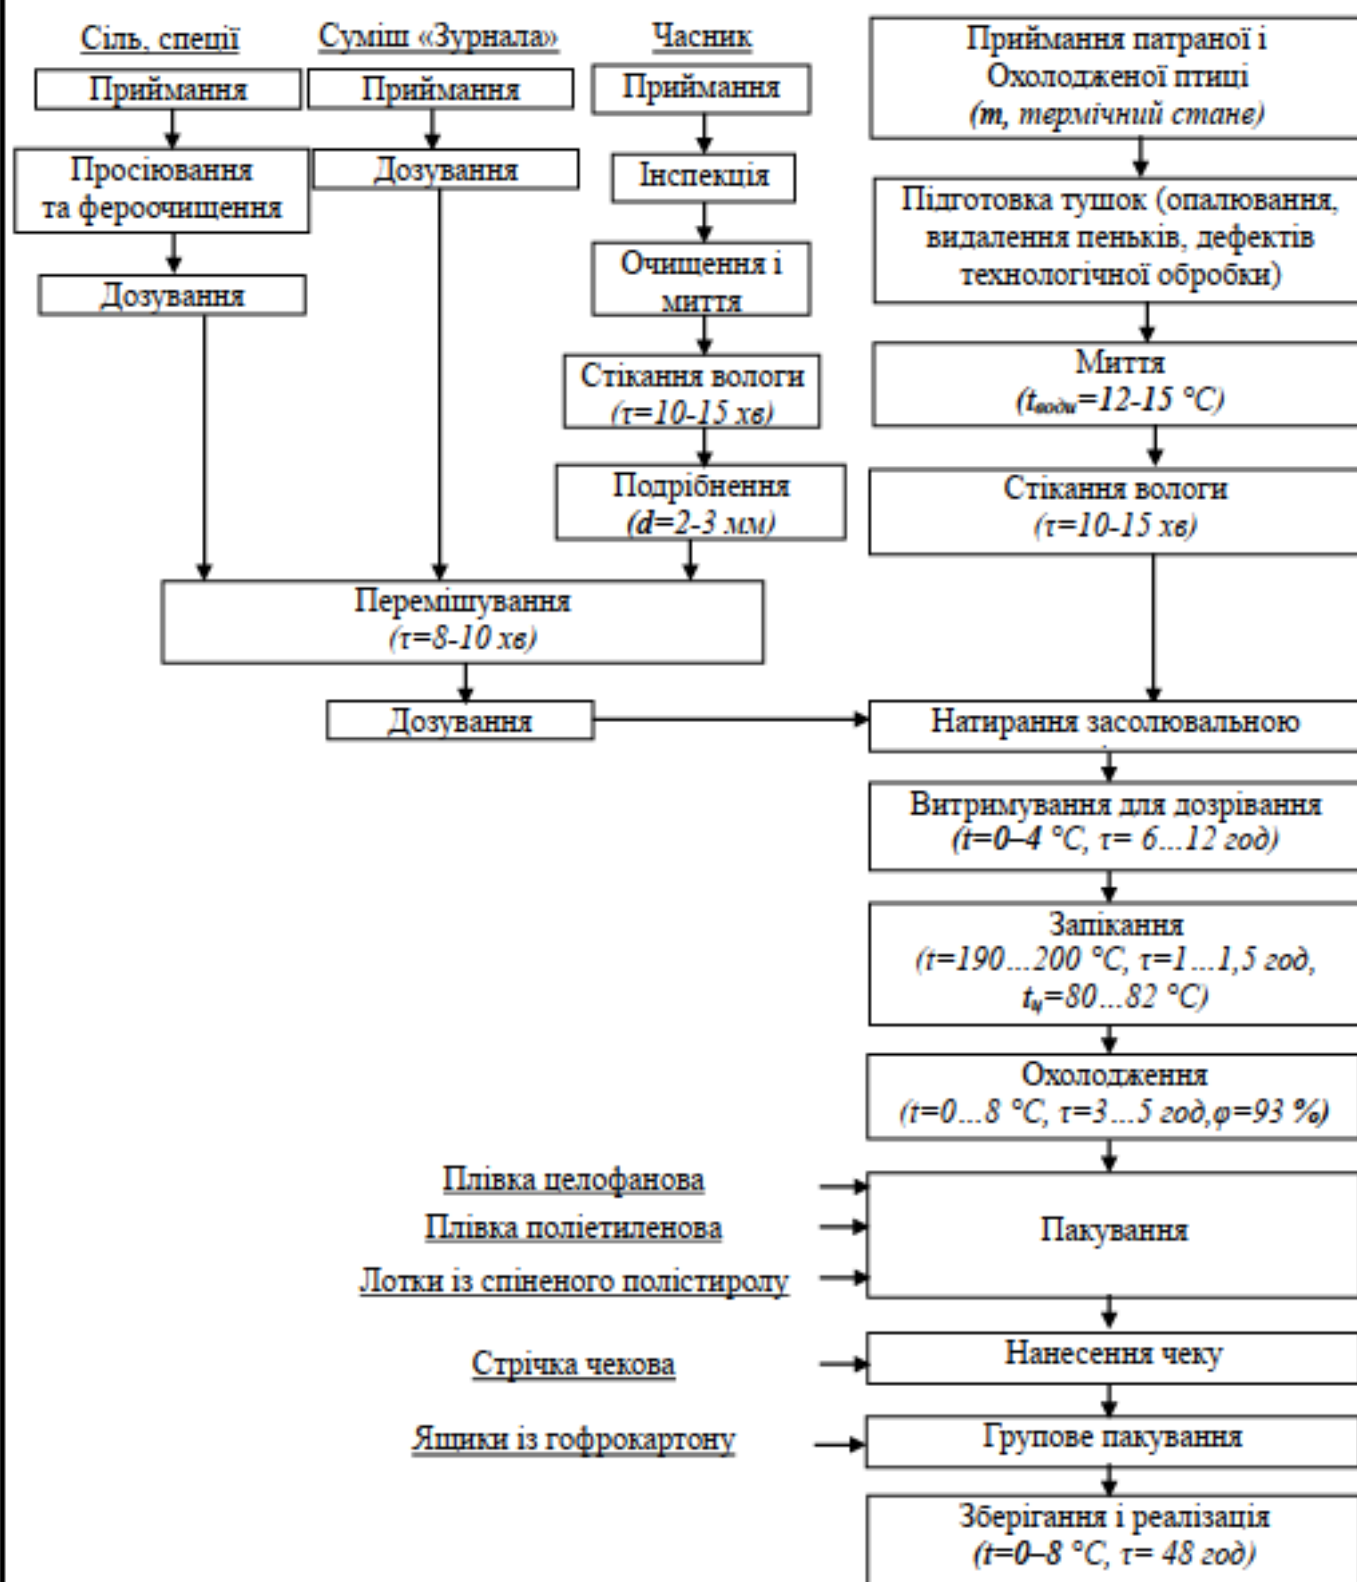 Сіль, спеції
Приймання
Просіювання
та фероочищення
Дозування
Суміш «Зурнала»
Приймання
Дозування
Часник
Приймання
Інспекція
Очищення і
миття
Стікання вологи
(τ=10-15 хв)
Подрібнення
(d=2-3 мм)
Перемішування
(τ=8-10 хв)
Дозування
Приймання патраної і
Охолодженої птиці
(m, термічний стане)
Підготовка тушок (опалювання,
видалення пеньків, дефектів
технологічної обробки)
Миття
(tводи=12-15 °C)
Стікання вологи
(τ=10-15 хв)
Натирання засолювальною
Витримування для дозрівання
(t=0–4 °C, τ= 6...12 год)
Запікання
(t=190...200 °C, τ=1...1,5 год,
tц=80...82 °C)
Охолодження
(t=0...8 °C, τ=3...5 год,φ=93 %)
Плівка целофанова
Плівка поліетиленова
Лотки із спіненого полістиролу
Пакування
Стрічка чекова
Нанесення чеку
Ящики із гофрокартону
Групове пакування
Зберігання і реалізація
(t=0–8 °C, τ= 48 год)